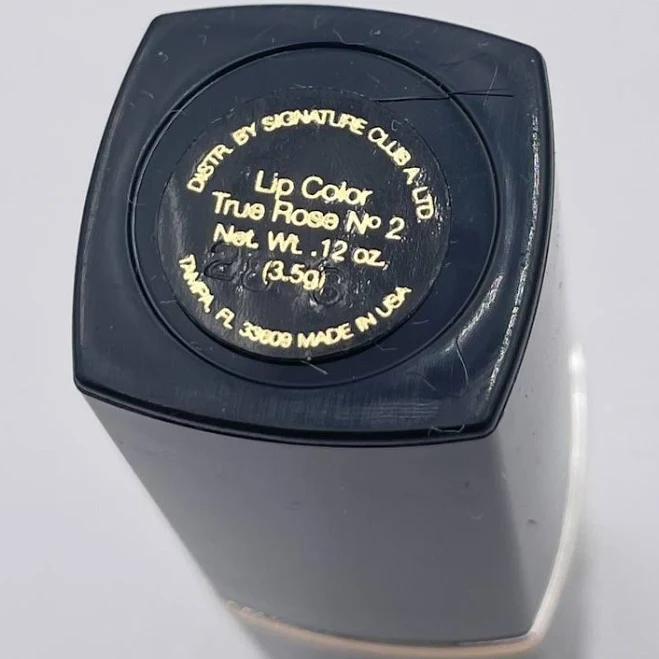 DISTR. BY SIGNATURE CLUB A LTD.
Lip Color
True Rose Nº 2
Net. Wt. .12 oz.
(3.5g)
TAMPA, FL 33609 MADE IN USA